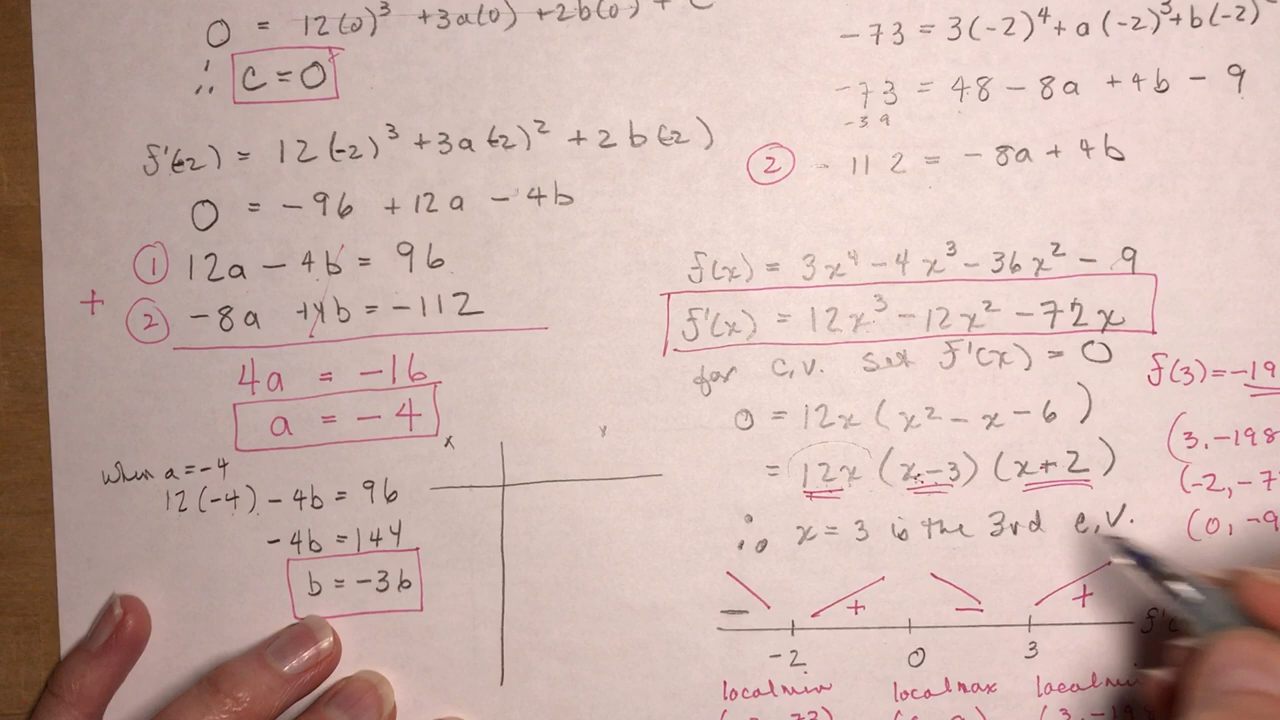 0 = 12(0)³ + 3a(0) + 2b(0) + C
∴ C = 0
f'(-2) = 12(-2)³ + 3a(-2)² + 2b(-2)
0 = -96 + 12a - 4b
① 12a - 4b = 96
+ ② -8a + 4b = -112
4a = -16
a = -4
when a = -4
12(-4) - 4b = 96
-4b = 144
b = -36
x
y
-73 = 3(-2)⁴ + a(-2)³ + b(-2)
-73 = 48 - 8a + 4b - 9
-39
② -112 = -8a + 4b
f(x) = 3x⁴ - 4x³ - 36x² - 9
f'(x) = 12x³ - 12x² - 72x
for c.v. set f'(x) = 0
0 = 12x(x² - x - 6)
= 12x(x-3)(x+2)
∴ x = 3 is the 3rd c.v.
f(3) = -19
(3, -198
(-2, -7
(0, -9
- + - +
-2 0 3
local min local max local